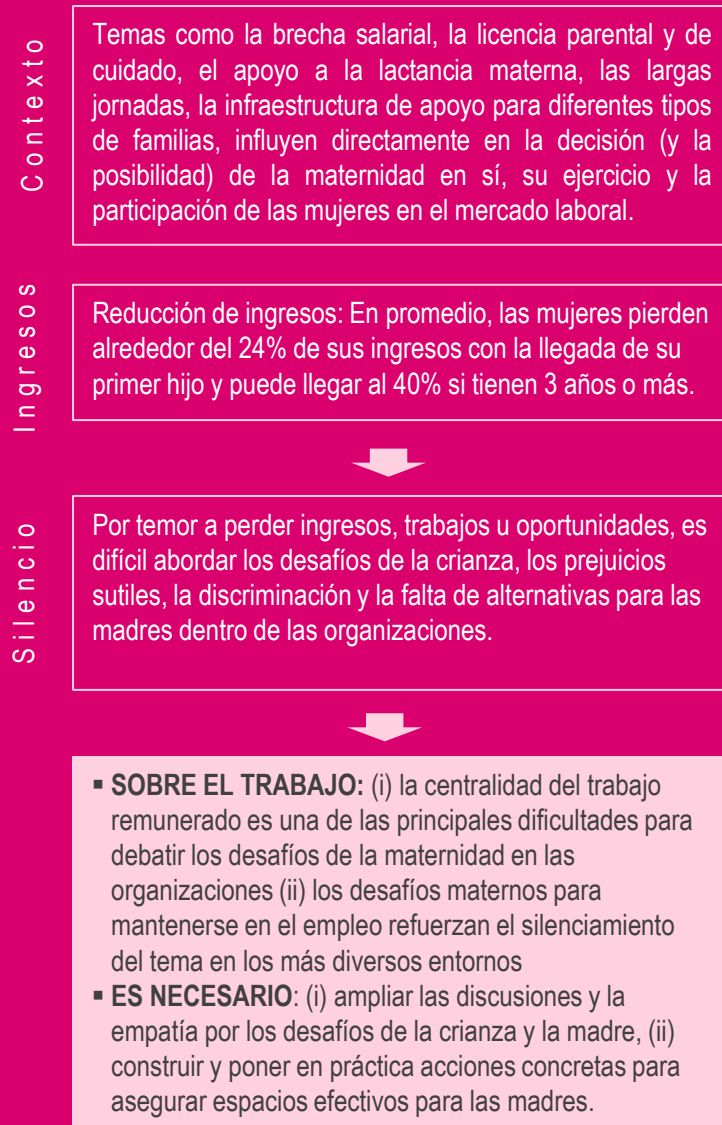 Contexto
Temas como la brecha salarial, la licencia parental y de
cuidado, el apoyo a la lactancia materna, las largas
jornadas, la infraestructura de apoyo para diferentes tipos
de familias, influyen directamente en la decisión (y la
posibilidad) de la maternidad en sí, su ejercicio y la
participación de las mujeres en el mercado laboral.
Ingresos
Reducción de ingresos: En promedio, las mujeres pierden
alrededor del 24% de sus ingresos con la llegada de su
primer hijo y puede llegar al 40% si tienen 3 años o más.
Silencio
Por temor a perder ingresos, trabajos u oportunidades, es
difícil abordar los desafíos de la crianza, los prejuicios
sutiles, la discriminación y la falta de alternativas para las
madres dentro de las organizaciones.
▪ SOBRE EL TRABAJO: (i) la centralidad del trabajo
remunerado es una de las principales dificultades para
debatir los desafíos de la maternidad en las
organizaciones (ii) los desafíos maternos para
mantenerse en el empleo refuerzan el silenciamiento
del tema en los más diversos entornos
▪ ES NECESARIO: (i) ampliar las discusiones y la
empatía por los desafíos de la crianza y la madre, (ii)
construir y poner en práctica acciones concretas para
asegurar espacios efectivos para las madres.